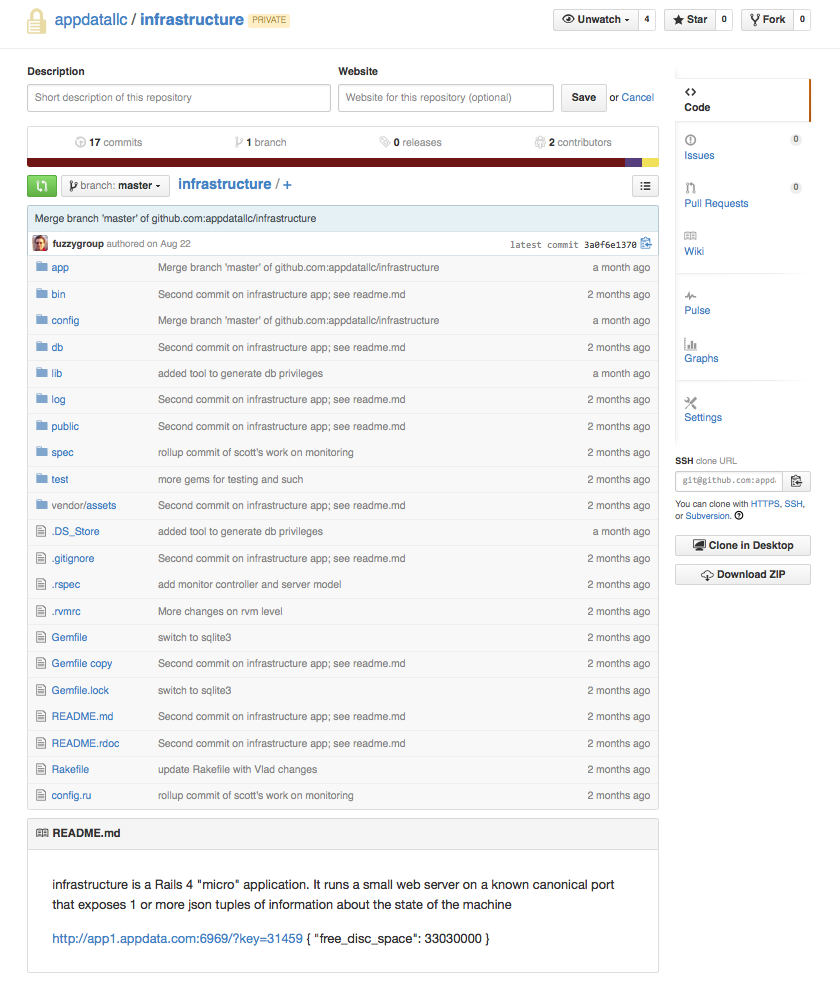 appdatallc / infrastructure PRIVATE
Unwatch 4 Star 0 Fork 0
Description
Website
Short description of this repository
Website for this repository (optional)
Save or Cancel
17 commits 1 branch 0 releases 2 contributors
branch: master infrastructure / +
Merge branch 'master' of github.com:appdatallc/infrastructure
fuzzygroup authored on Aug 22 latest commit 3a0f6e1370
app Merge branch 'master' of github.com:appdatallc/infrastructure a month ago
bin Second commit on infrastructure app; see readme.md 2 months ago
config Merge branch 'master' of github.com:appdatallc/infrastructure a month ago
db Second commit on infrastructure app; see readme.md 2 months ago
lib added tool to generate db privileges a month ago
log Second commit on infrastructure app; see readme.md 2 months ago
public Second commit on infrastructure app; see readme.md 2 months ago
spec rollup commit of scott's work on monitoring 2 months ago
test more gems for testing and such 2 months ago
vendor/assets Second commit on infrastructure app; see readme.md 2 months ago
.DS_Store added tool to generate db privileges a month ago
.gitignore Second commit on infrastructure app; see readme.md 2 months ago
.rspec add monitor controller and server model 2 months ago
.rvmrc More changes on rvm level 2 months ago
Gemfile switch to sqlite3 2 months ago
Gemfile copy Second commit on infrastructure app; see readme.md 2 months ago
Gemfile.lock switch to sqlite3 2 months ago
README.md Second commit on infrastructure app; see readme.md 2 months ago
README.rdoc Second commit on infrastructure app; see readme.md 2 months ago
Rakefile update Rakefile with Vlad changes 2 months ago
config.ru rollup commit of scott's work on monitoring 2 months ago
README.md
infrastructure is a Rails 4 "micro" application. It runs a small web server on a known canonical port
that exposes 1 or more json tuples of information about the state of the machine
http://app1.appdata.com:6969/?key=31459 { "free_disc_space": 33030000 }
Code
Issues 0
Pull Requests 0
Wiki
Pulse
Graphs
Settings
SSH clone URL
git@github.com:appd
You can clone with HTTPS, SSH,
or Subversion.
Clone in Desktop
Download ZIP